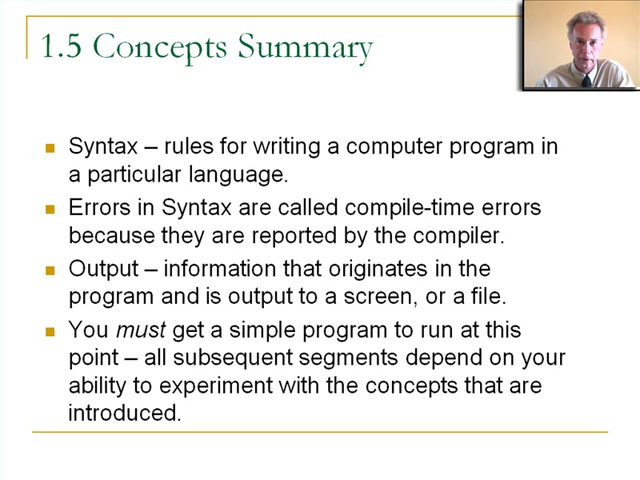 1.5 Concepts Summary
Syntax – rules for writing a computer program in
a particular language.
Errors in Syntax are called compile-time errors
because they are reported by the compiler.
Output – information that originates in the
program and is output to a screen, or a file.
You must get a simple program to run at this
point – all subsequent segments depend on your
ability to experiment with the concepts that are
introduced.